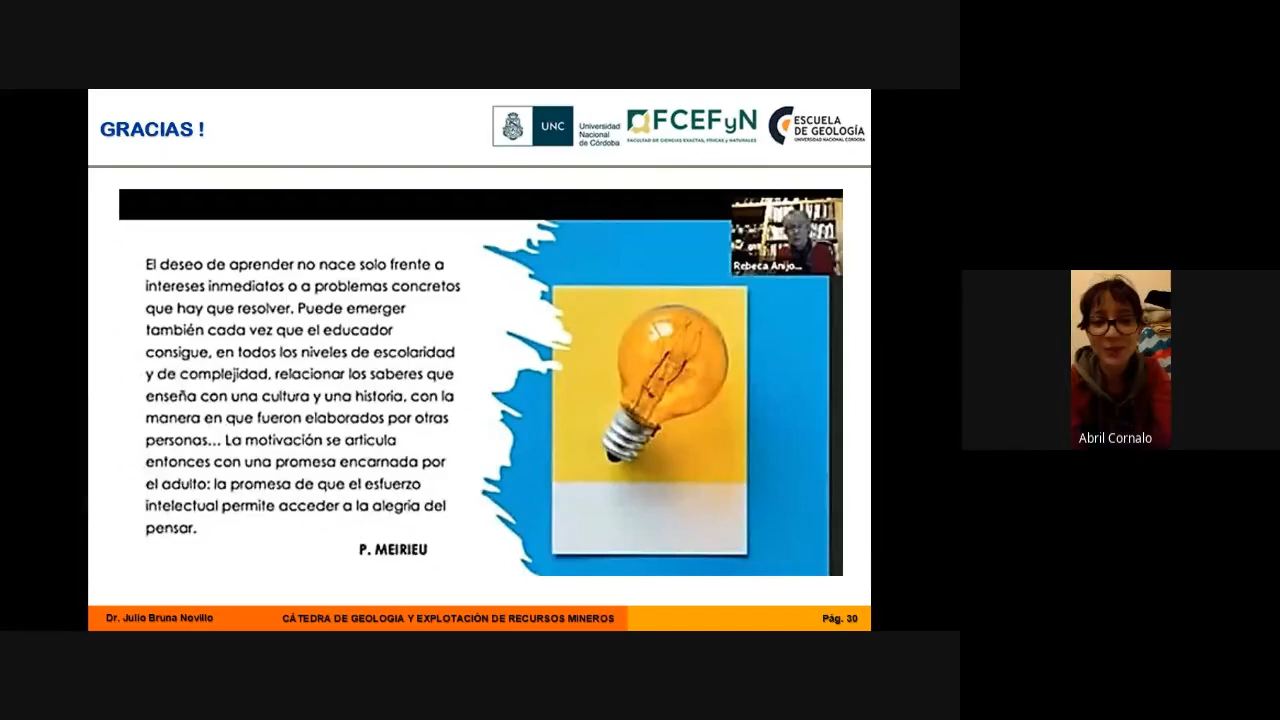 GRACIAS !
UNC
Universidad
Nacional
de Córdoba
FCEFyN
FACULTAD DE CIENCIAS EXACTAS, FÍSICAS y NATURALES
ESCUELA
DE GEOLOGÍA
UNIVERSIDAD NACIONAL CÓRDOBA
Rebeca Anijo...
El deseo de aprender no nace solo frente a
intereses inmediatos o a problemas concretos
que hay que resolver. Puede emerger
también cada vez que el educador
consigue, en todos los niveles de escolaridad
y de complejidad, relacionar los saberes que
enseña con una cultura y una historia, con la
manera en que fueron elaborados por otras
personas... La motivación se articula
entonces con una promesa encarnada por
el adulto: la promesa de que el esfuerzo
intelectual permite acceder a la alegría del
pensar.
P. MEIRIEU
Dr. Julio Bruna Novillo
CÁTEDRA DE GEOLOGIA Y EXPLOTACIÓN DE RECURSOS MINEROS
Pág. 30
Abril Cornalo